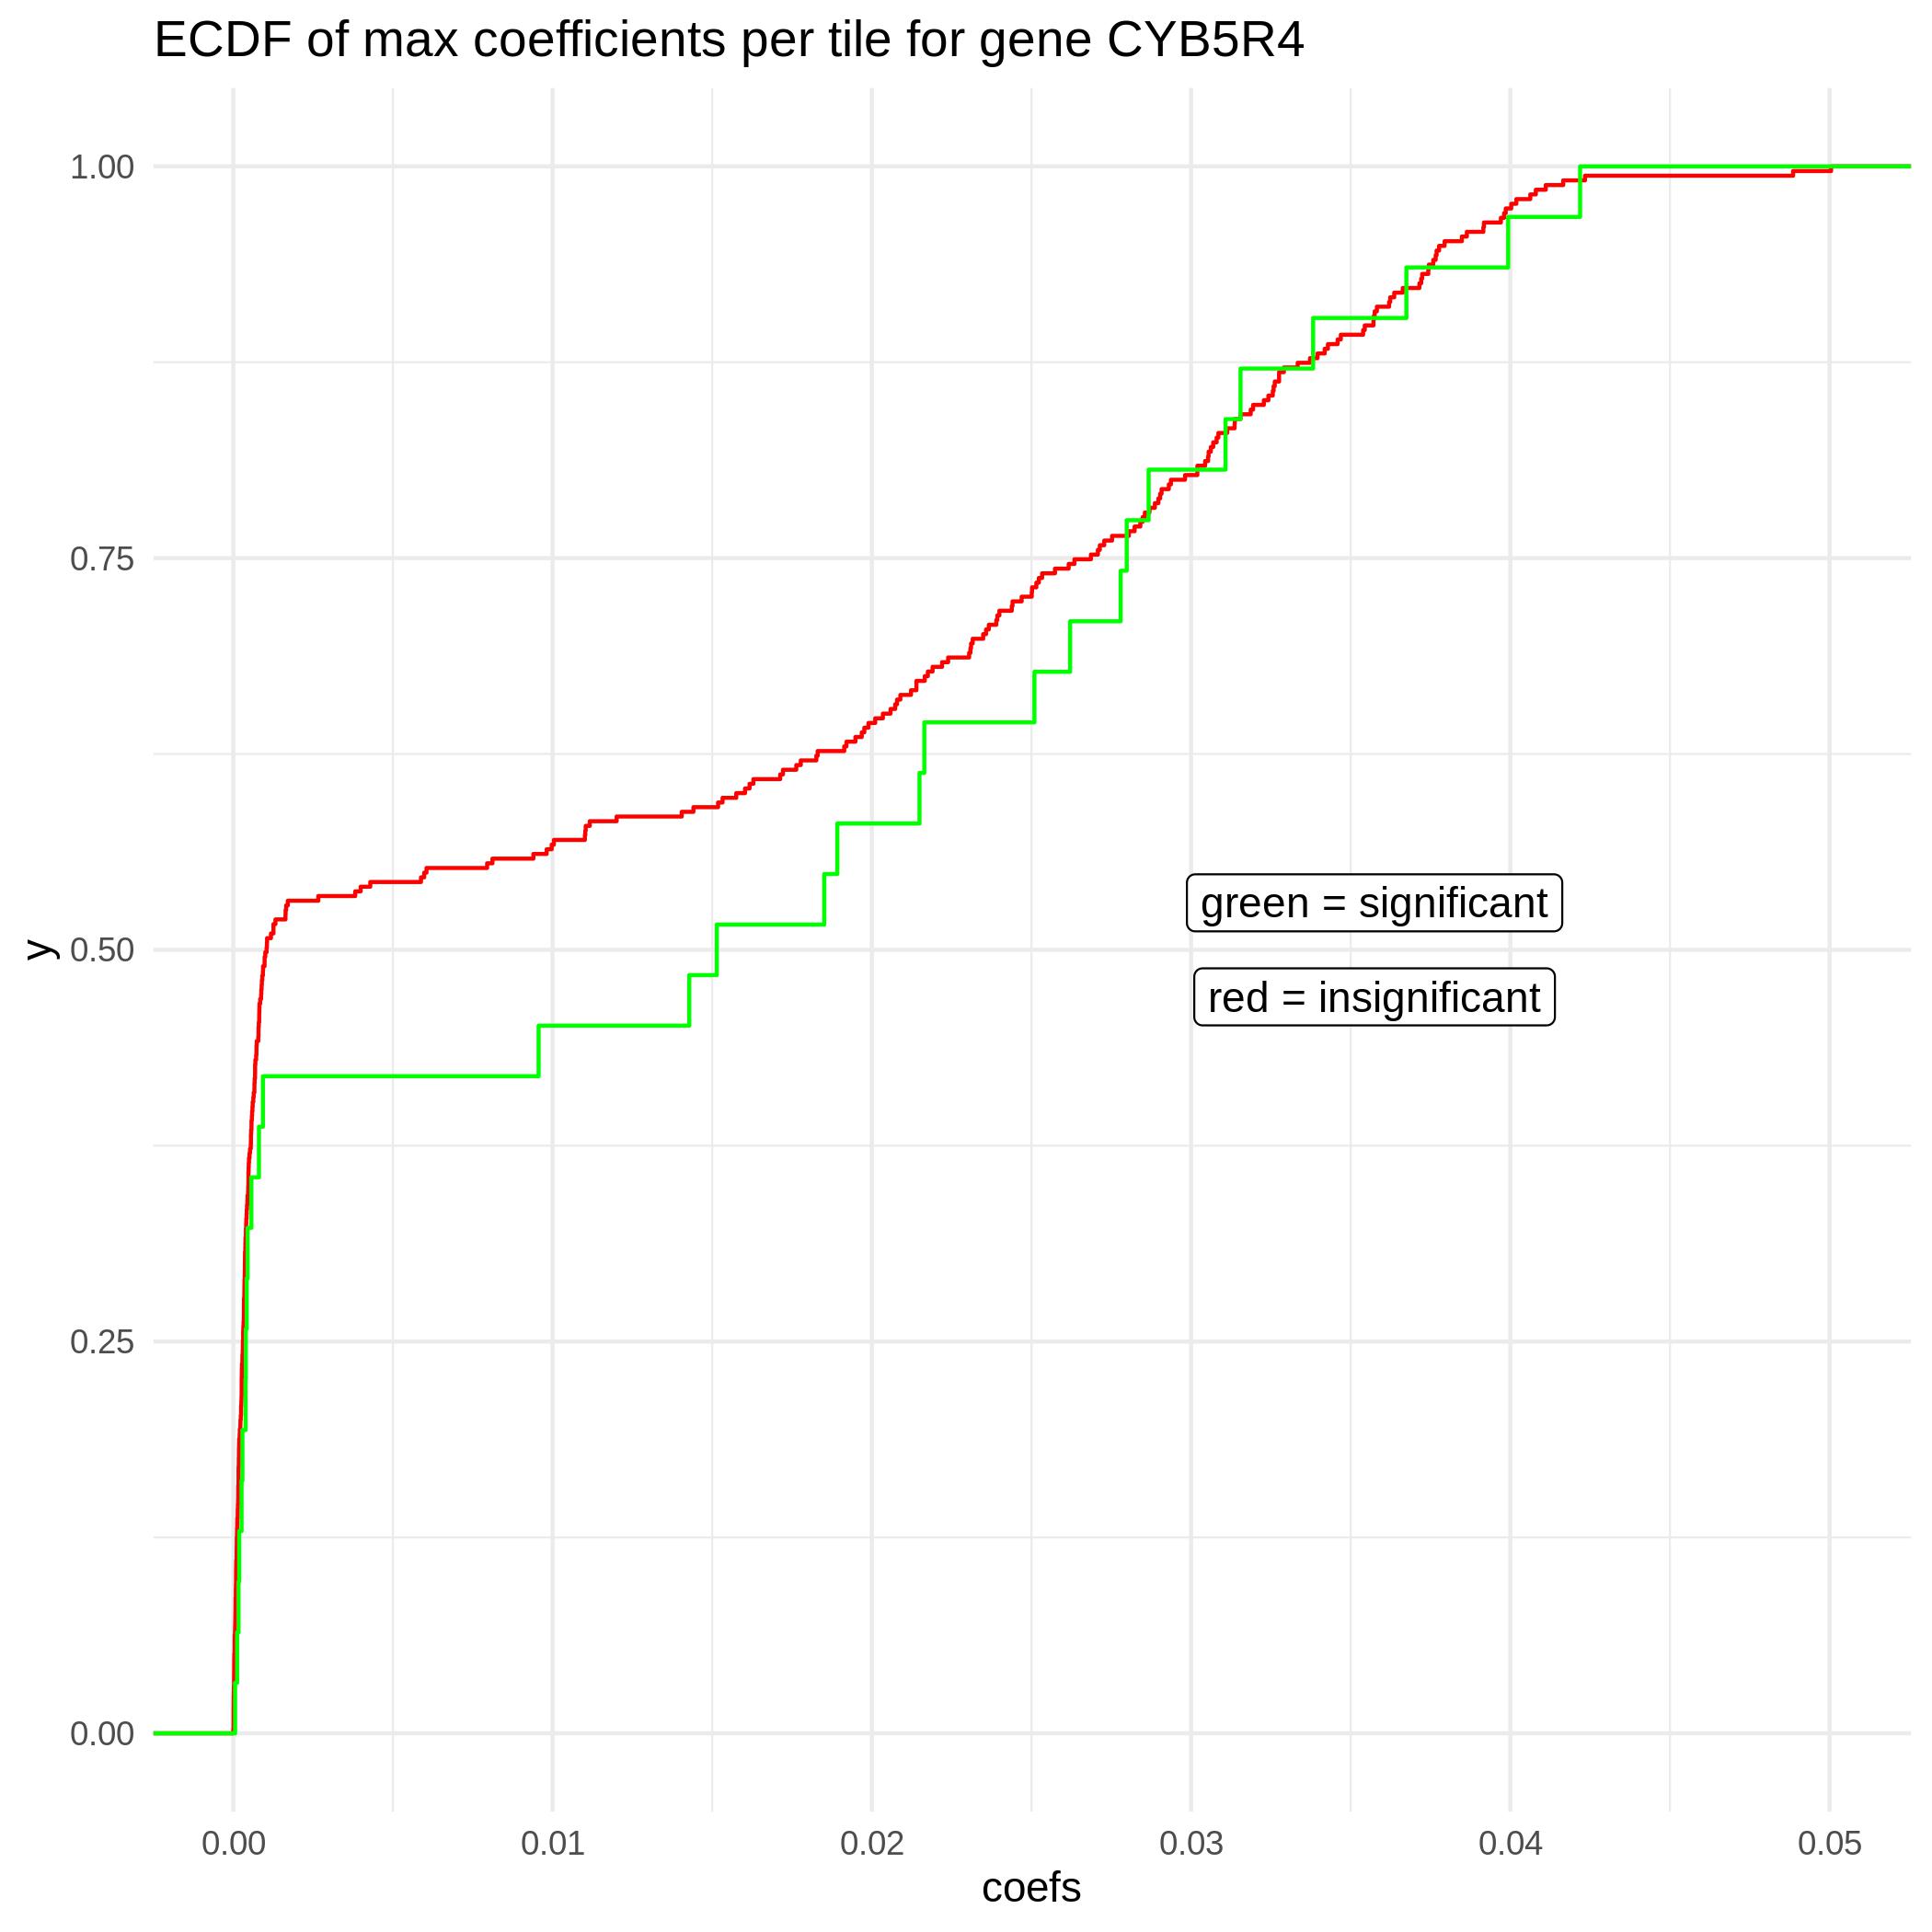 ECDF of max coefficients per tile for gene CYB5R4
1.00
0.75
0.50
0.25
0.00
y
green = significant
red = insignificant
0.00 0.01 0.02 0.03 0.04 0.05
coefs